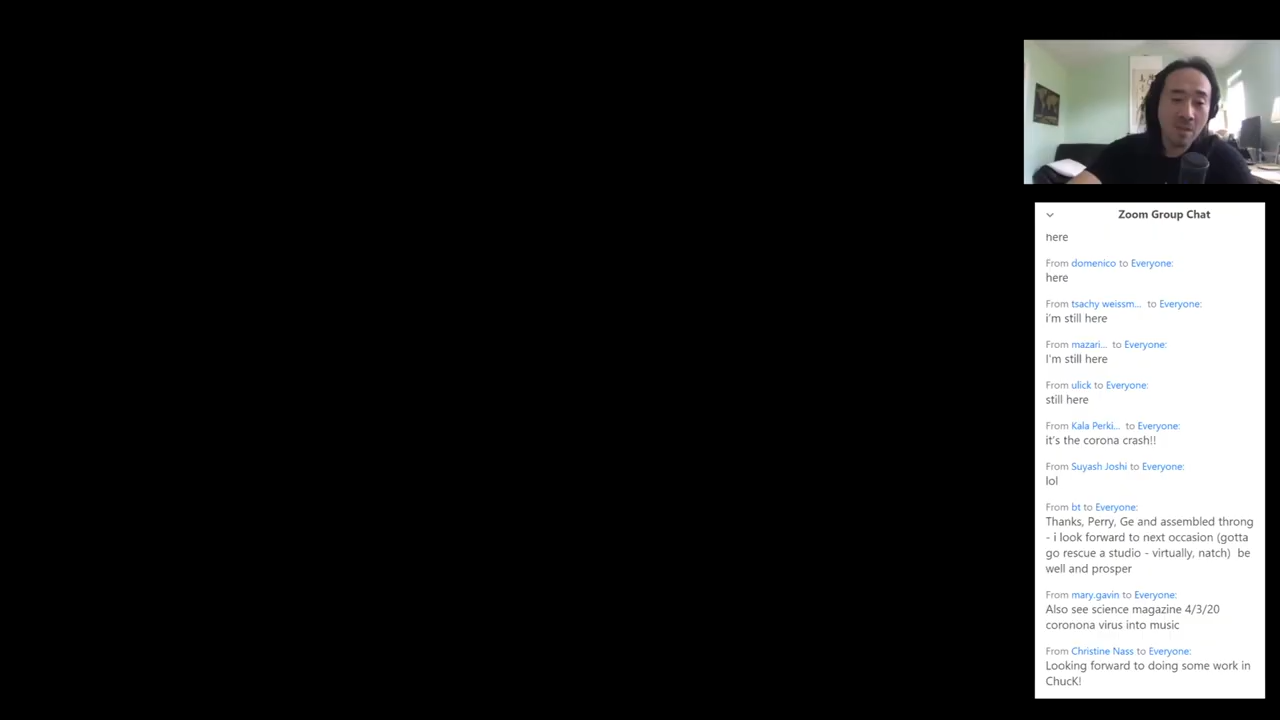 Zoom Group Chat
here
From domenico to Everyone:
here
From tsachy weissm... to Everyone:
i'm still here
From mazari... to Everyone:
I'm still here
From ulick to Everyone:
still here
From Kala Perki... to Everyone:
it's the corona crash!!
From Suyash Joshi to Everyone:
lol
From bt to Everyone:
Thanks, Perry, Ge and assembled throng
- i look forward to next occasion (gotta
go rescue a studio - virtually, natch) be
well and prosper
From mary.gavin to Everyone:
Also see science magazine 4/3/20
coronona virus into music
From Christine Nass to Everyone:
Looking forward to doing some work in
ChucK!